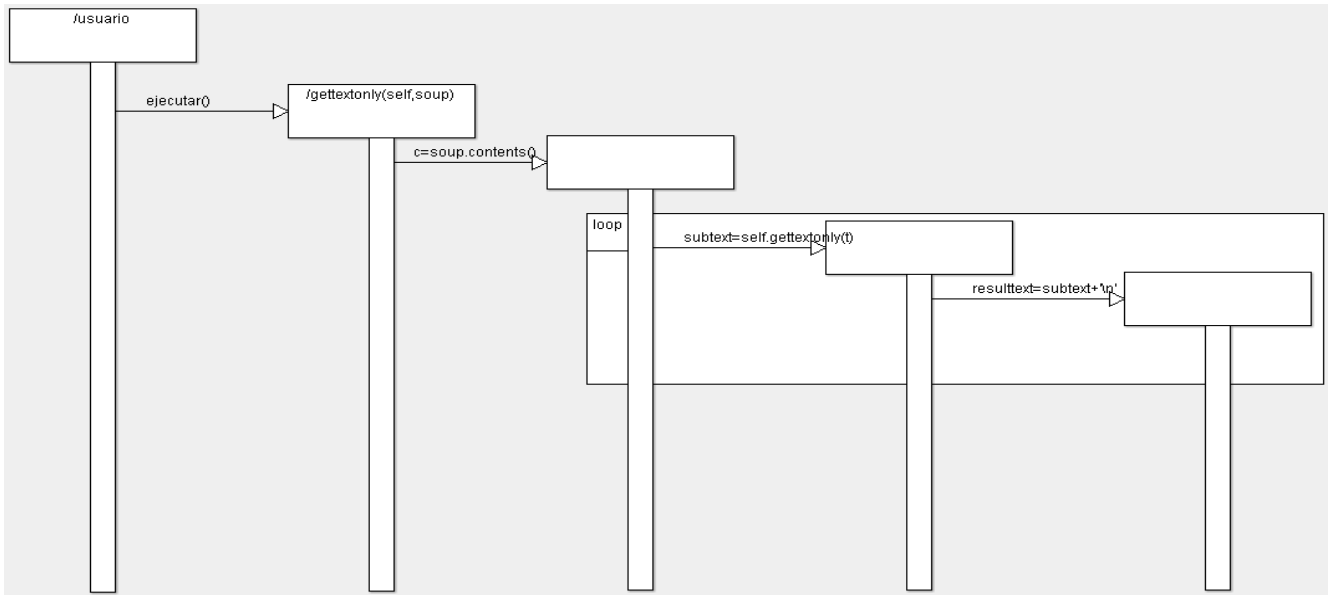 /usuario
ejecutar()
/gettextonly(self,soup)
c=soup.contents()
loop
subtext=self.gettextonly(t)
resulttext=subtext+'\n'